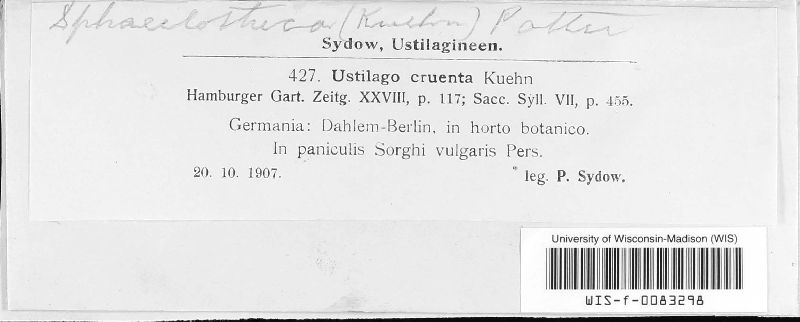 Sphacelotheca (Kuehn) Potter
Sydow, Ustilagineen.
427. Ustilago cruenta Kuehn
Hamburger Gart. Zeitg. XXVIII, p. 117; Sacc. Syll. VII, p. 455.
Germania: Dahlem-Berlin, in horto botanico.
In paniculis Sorghi vulgaris Pers.
20. 10. 1907. leg. P. Sydow.
University of Wisconsin-Madison (WIS)
WIS-f-0083298